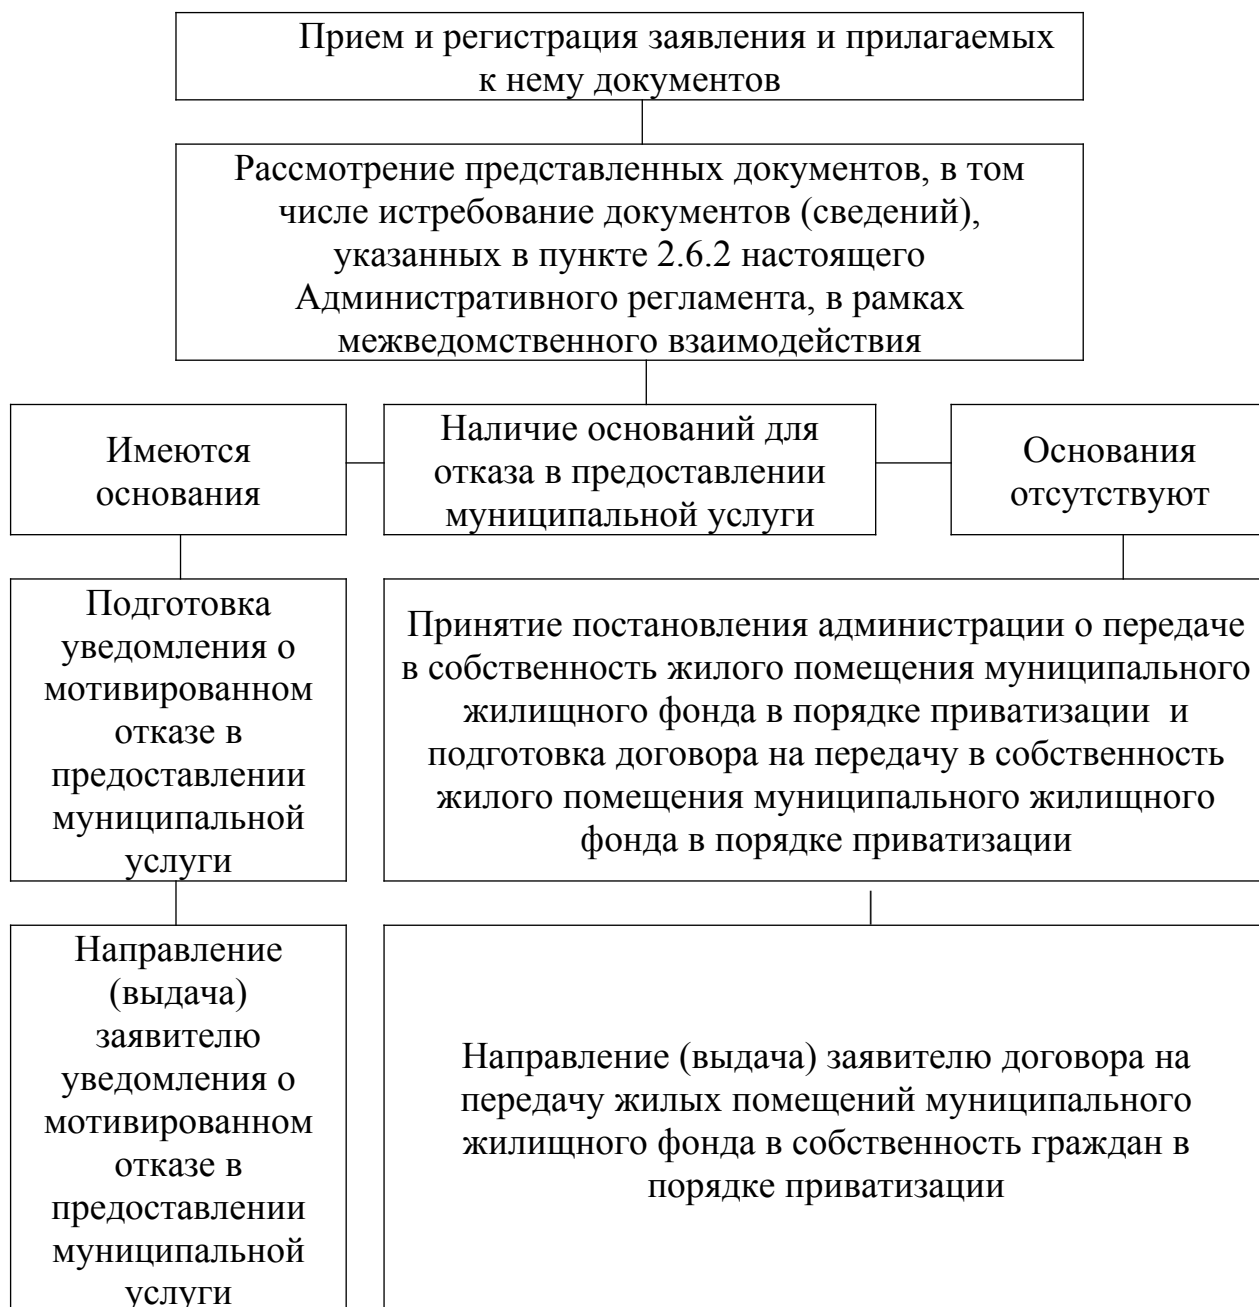 Прием и регистрация заявления и прилагаемых
к нему документов
Рассмотрение представленных документов, в том
числе истребование документов (сведений),
указанных в пункте 2.6.2 настоящего
Административного регламента, в рамках
межведомственного взаимодействия
Имеются
основания
Наличие оснований для
отказа в предоставлении
муниципальной услуги
Основания
отсутствуют
Подготовка
уведомления о
мотивированном
отказе в
предоставлении
муниципальной
услуги
Принятие постановления администрации о передаче
в собственность жилого помещения муниципального
жилищного фонда в порядке приватизации и
подготовка договора на передачу в собственность
жилого помещения муниципального жилищного
фонда в порядке приватизации
Направление
(выдача)
заявителю
уведомления о
мотивированном
отказе в
предоставлении
муниципальной
услуги
Направление (выдача) заявителю договора на
передачу жилых помещений муниципального
жилищного фонда в собственность граждан в
порядке приватизации